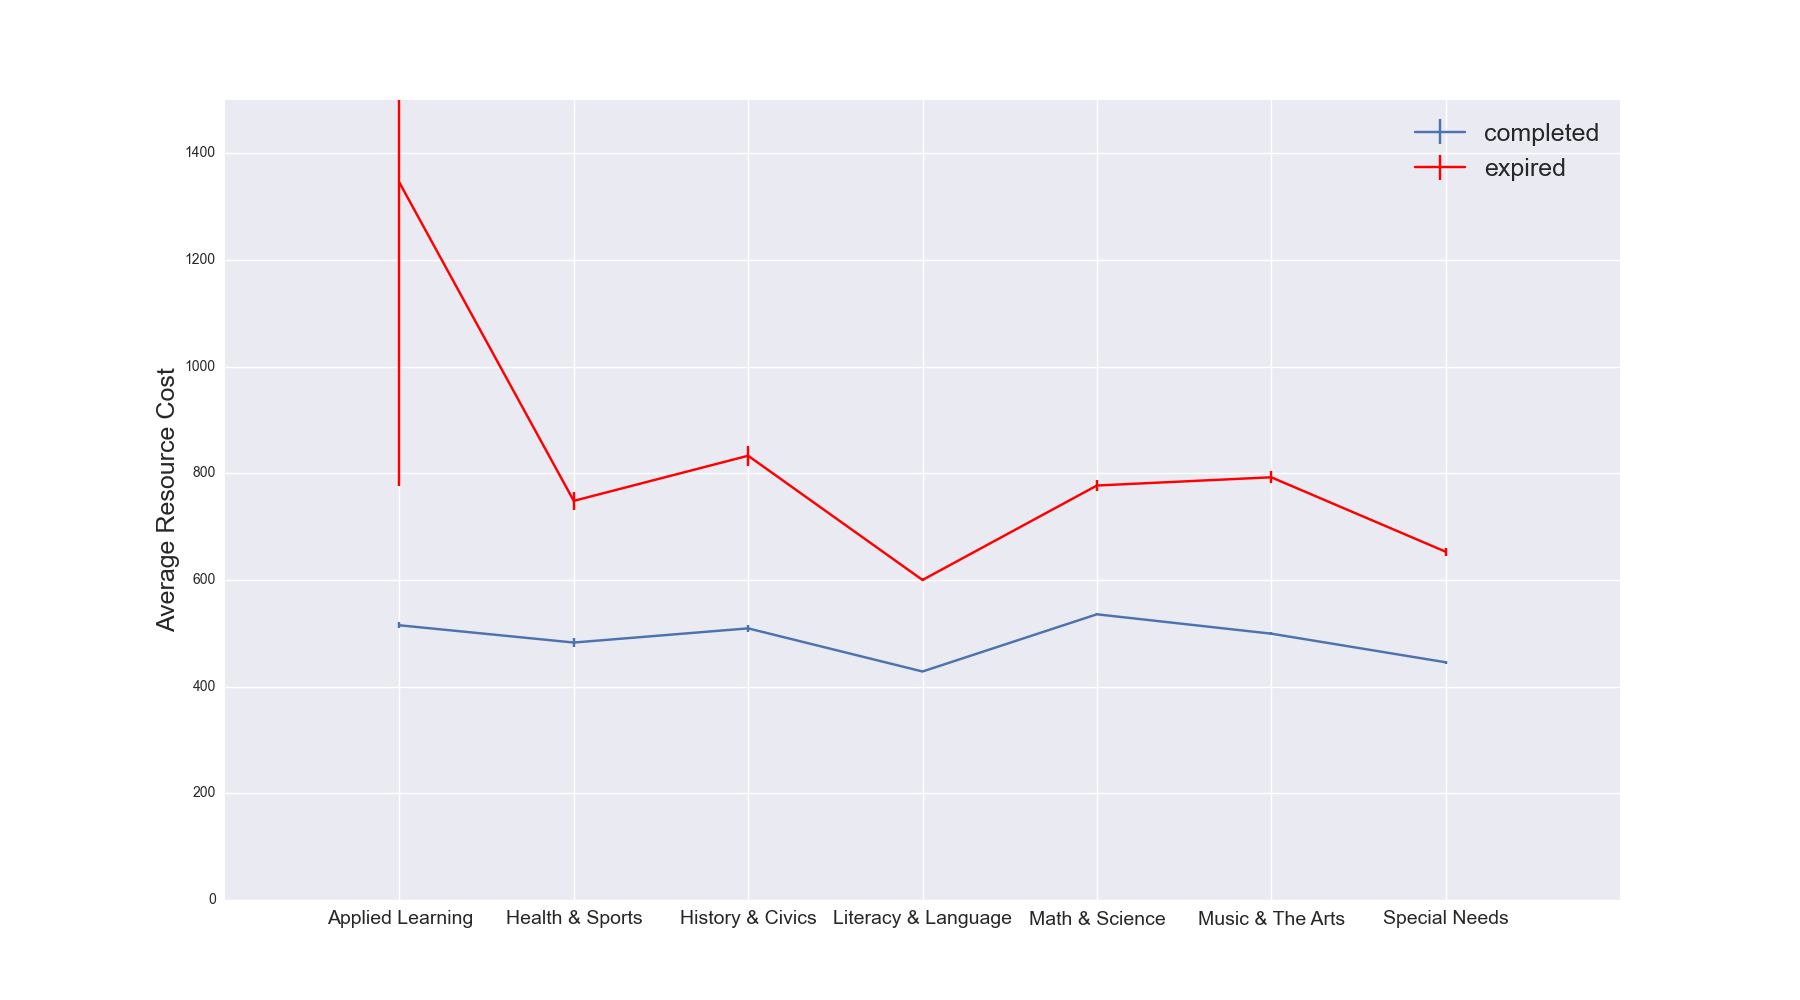 completed
expired
1400
1200
1000
800
600
400
200
0
Average Resource Cost
Applied Learning Health & Sports History & Civics Literacy & Language Math & Science Music & The Arts Special Needs